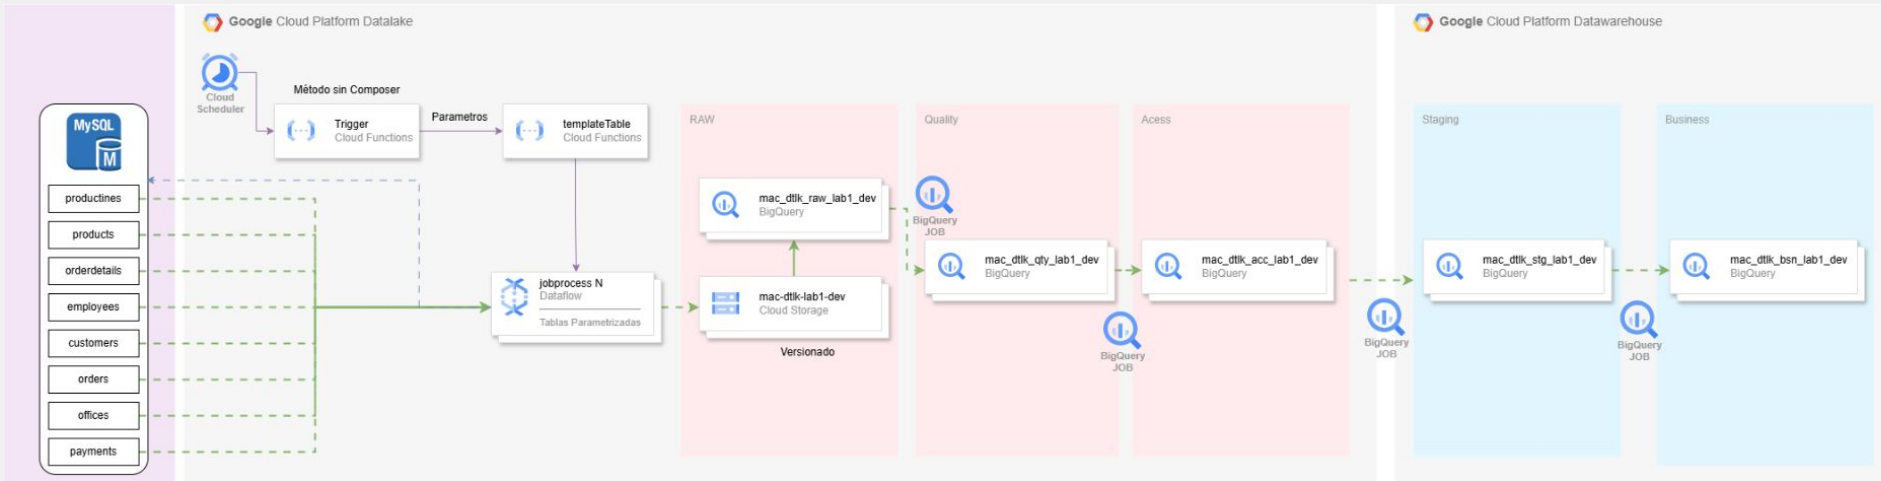 Google Cloud Platform Datalake
Google Cloud Platform Datawarehouse
Cloud
Scheduler
Método sin Composer
Trigger
Cloud Functions
Parametros
templateTable
Cloud Functions
MySQL
M
productines
products
orderdetails
employees
customers
orders
offices
payments
jobprocess N
Dataflow
Tablas Parametrizadas
RAW
mac_dtlk_raw_lab1_dev
BigQuery
mac-dtlk-lab1-dev
Cloud Storage
Versionado
Quality
BigQuery
JOB
mac_dtlk_qty_lab1_dev
BigQuery
BigQuery
JOB
Acess
mac_dtlk_acc_lab1_dev
BigQuery
BigQuery
JOB
Staging
mac_dtlk_stg_lab1_dev
BigQuery
BigQuery
JOB
Business
mac_dtlk_bsn_lab1_dev
BigQuery